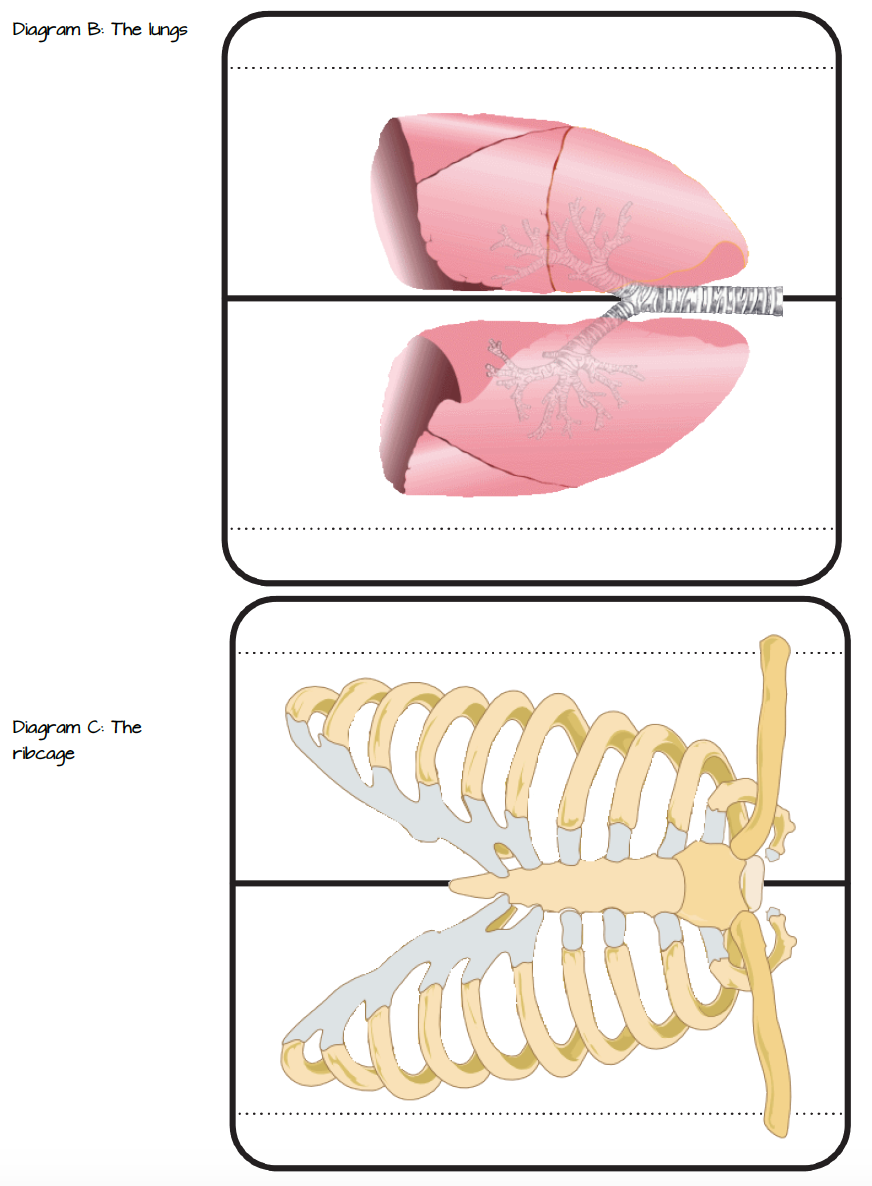 Diagram B: The lungs
Diagram C: The
ribcage